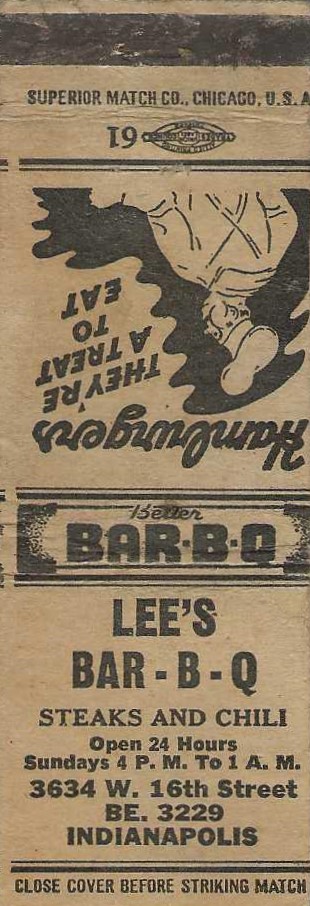 SUPERIOR MATCH CO., CHICAGO, U.S.A
19
Hamburgers
THEY'RE
A TREAT
TO
EAT
Better
BAR-B-Q
LEE'S
BAR-B-Q
STEAKS AND CHILI
Open 24 Hours
Sundays 4 P. M. To 1 A. M.
3634 W. 16th Street
BE. 3229
INDIANAPOLIS
CLOSE COVER BEFORE STRIKING MATCH